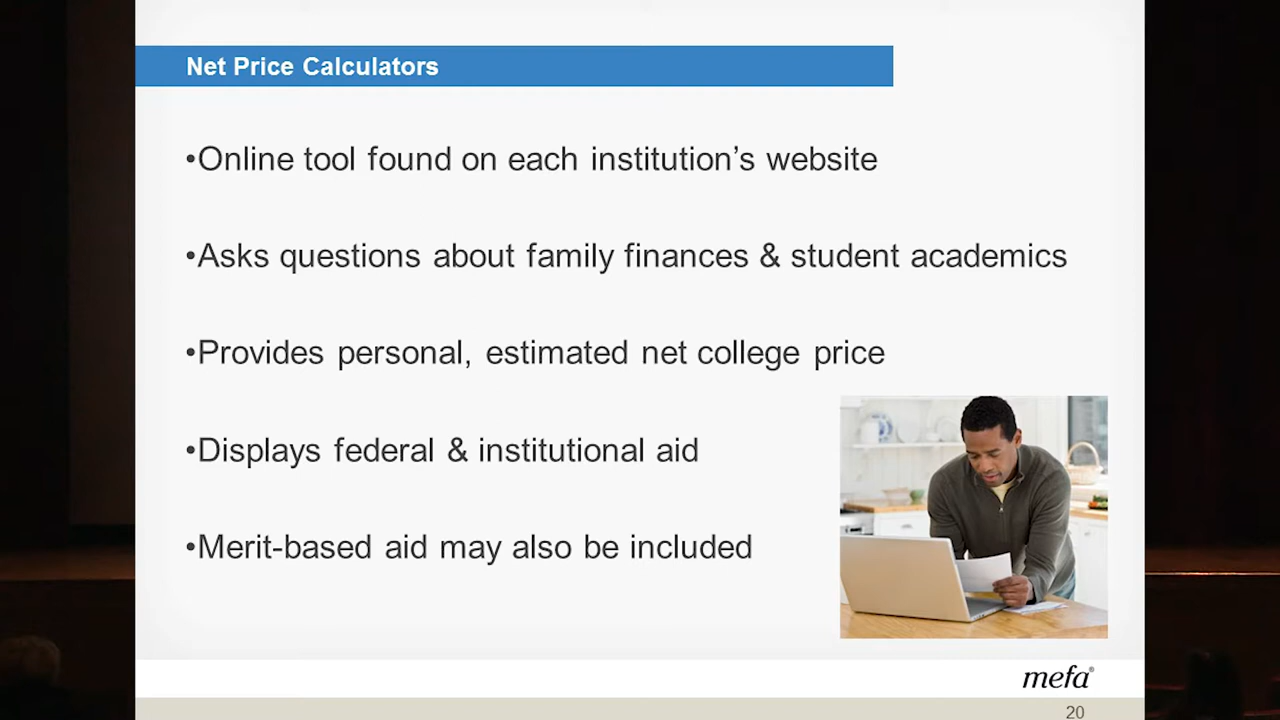 Net Price Calculators
•Online tool found on each institution’s website
•Asks questions about family finances & student academics
•Provides personal, estimated net college price
•Displays federal & institutional aid
•Merit-based aid may also be included
mefa®
20